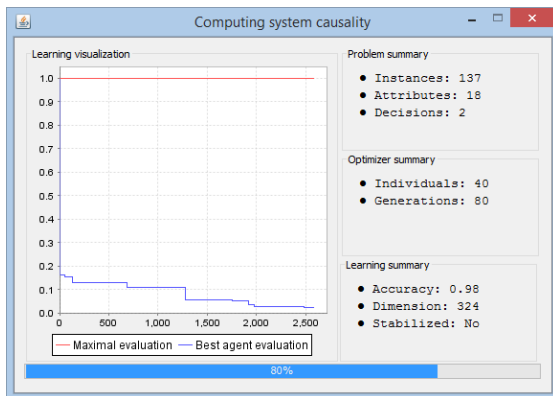 Computing system causality
Learning visualization
1.0
0.9
0.8
0.7
0.6
0.5
0.4
0.3
0.2
0.1
0.0
0 500 1,000 1,500 2,000 2,500
Maximal evaluation Best agent evaluation
Problem summary
● Instances: 137
● Attributes: 18
● Decisions: 2
Optimizer summary
● Individuals: 40
● Generations: 80
Learning summary
● Accuracy: 0.98
● Dimension: 324
● Stabilized: No
80%